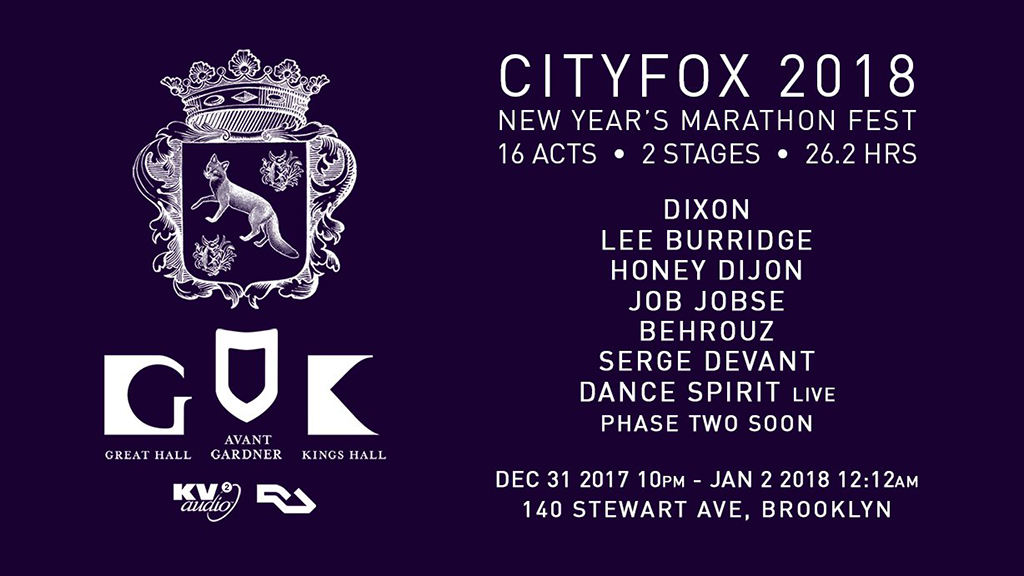 CITYFOX 2018
NEW YEAR'S MARATHON FEST
16 ACTS • 2 STAGES • 26.2 HRS
DIXON
LEE BURRIDGE
HONEY DIJON
JOB JOBSE
BEHROUZ
SERGE DEVANT
DANCE SPIRIT LIVE
PHASE TWO SOON
DEC 31 2017 10PM - JAN 2 2018 12:12AM
140 STEWART AVE, BROOKLYN
G K
GREAT HALL
AVANT
GARDNER
KINGS HALL
KV2
audio
RA